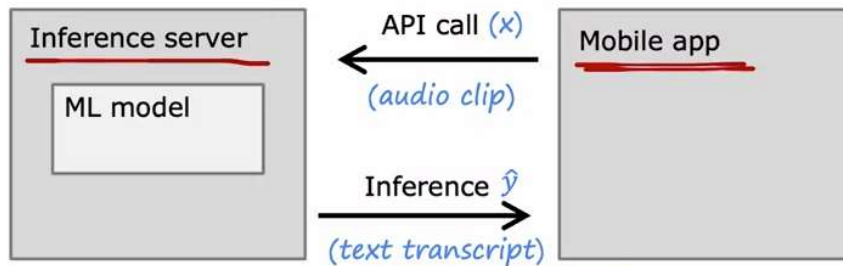 Inference server
ML model
API call (x)
(audio clip)
Inference ŷ
(text transcript)
Mobile app